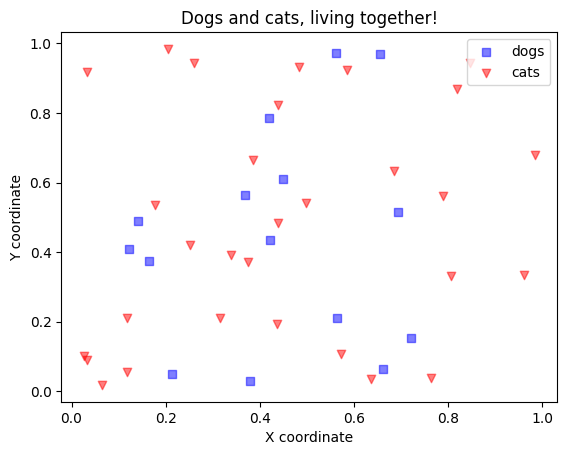 Dogs and cats, living together!
dogs
cats
1.0
0.8
0.6
0.4
0.2
0.0
Y coordinate
0.0 0.2 0.4 0.6 0.8 1.0
X coordinate